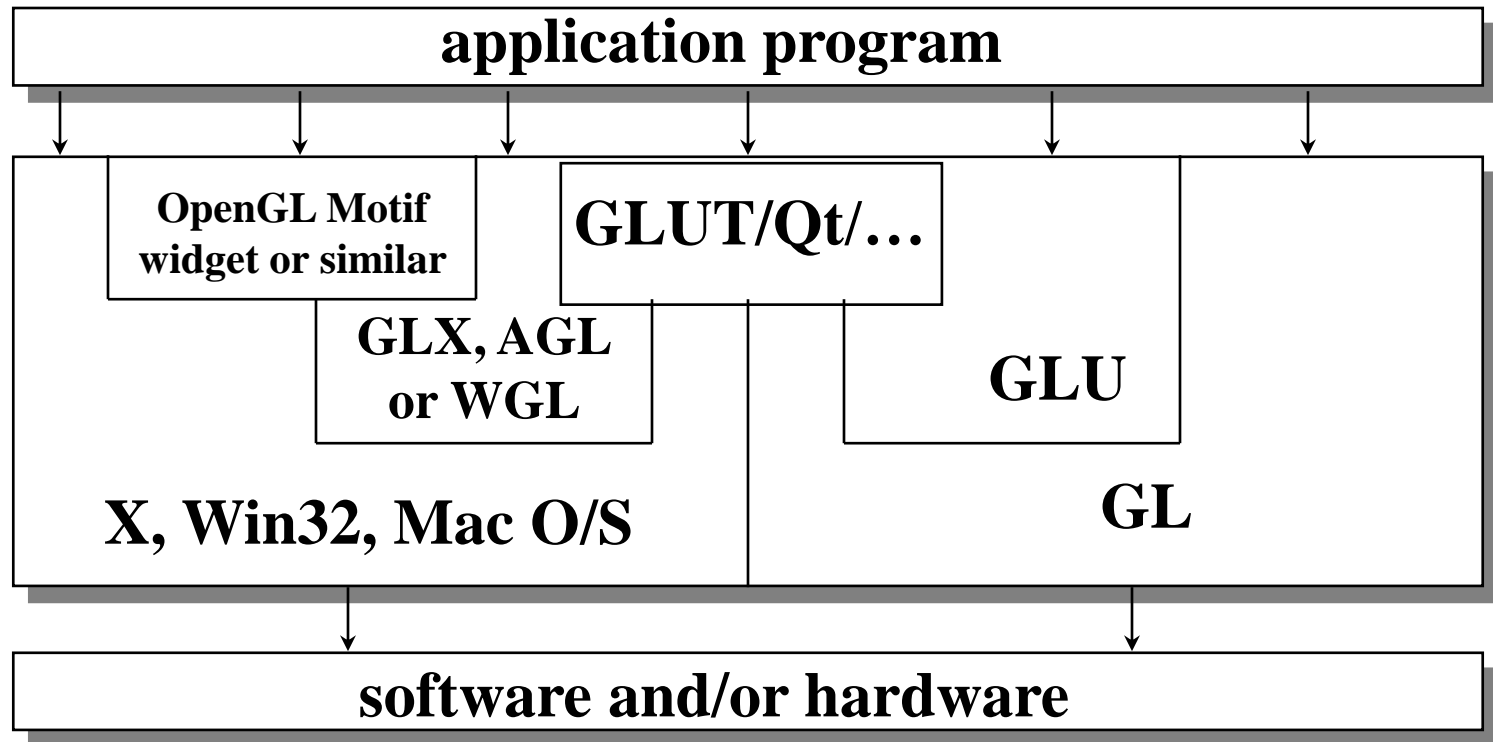 application program
OpenGL Motif
widget or similar
GLUT/Qt/…
GLX, AGL
or WGL
GLU
X, Win32, Mac O/S
GL
software and/or hardware